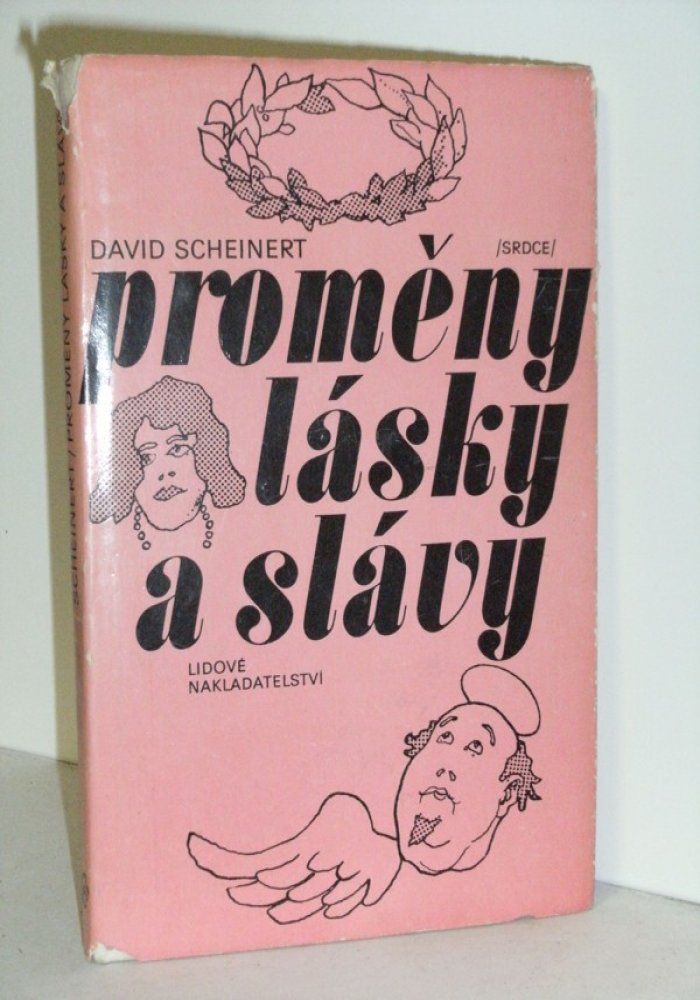 DAVID SCHEINERT /SRDCE/
proměny
lásky
a slávy
LIDOVÉ
NAKLADATELSTVÍ
SCHEINERT/PROMĚNY LÁSKY A SLÁVY